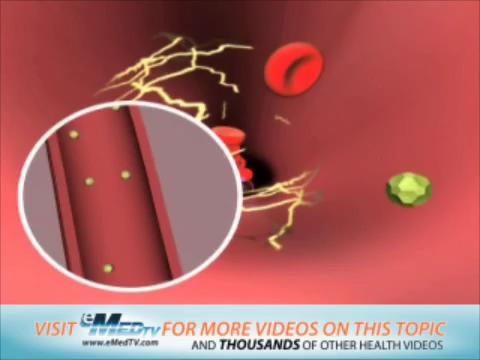 VISIT eMEDTV FOR MORE VIDEOS ON THIS TOPIC
www.eMedTV.com AND THOUSANDS OF OTHER HEALTH VIDEOS